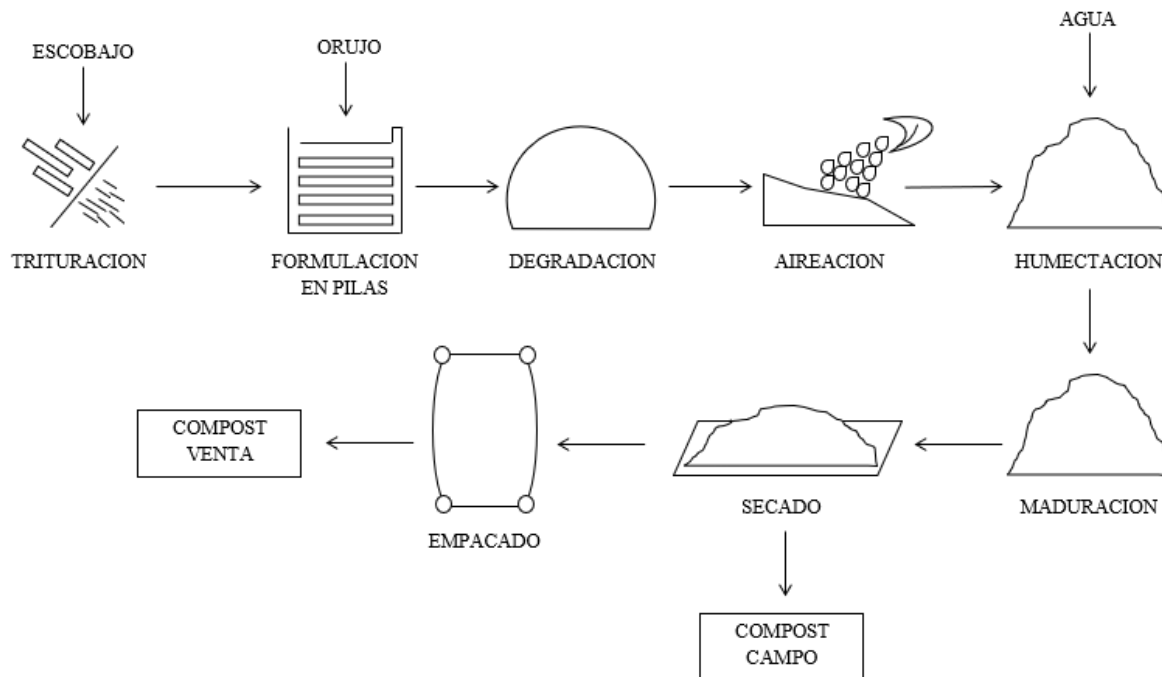 ESCOBAJO
ORUJO
AGUA
TRITURACION
FORMULACION
EN PILAS
DEGRADACION
AIREACION
HUMECTACION
COMPOST
VENTA
EMPACADO
SECADO
MADURACION
COMPOST
CAMPO